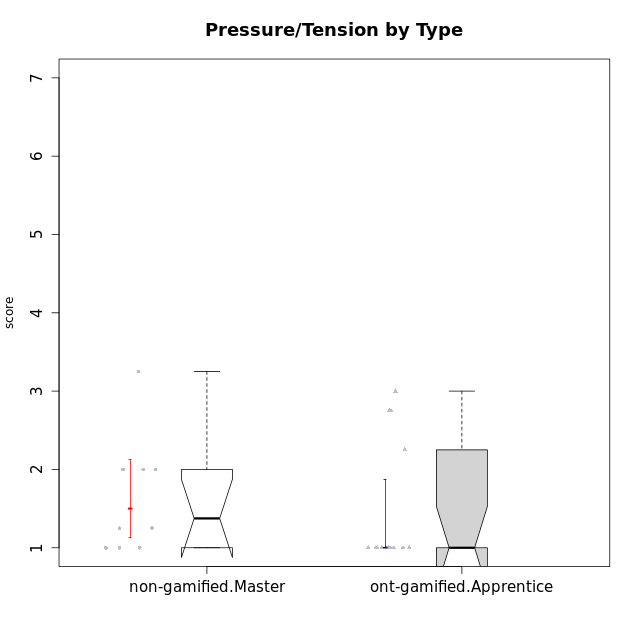 Pressure/Tension by Type
7
6
5
4
3
2
1
score
non-gamified.Master
ont-gamified.Apprentice